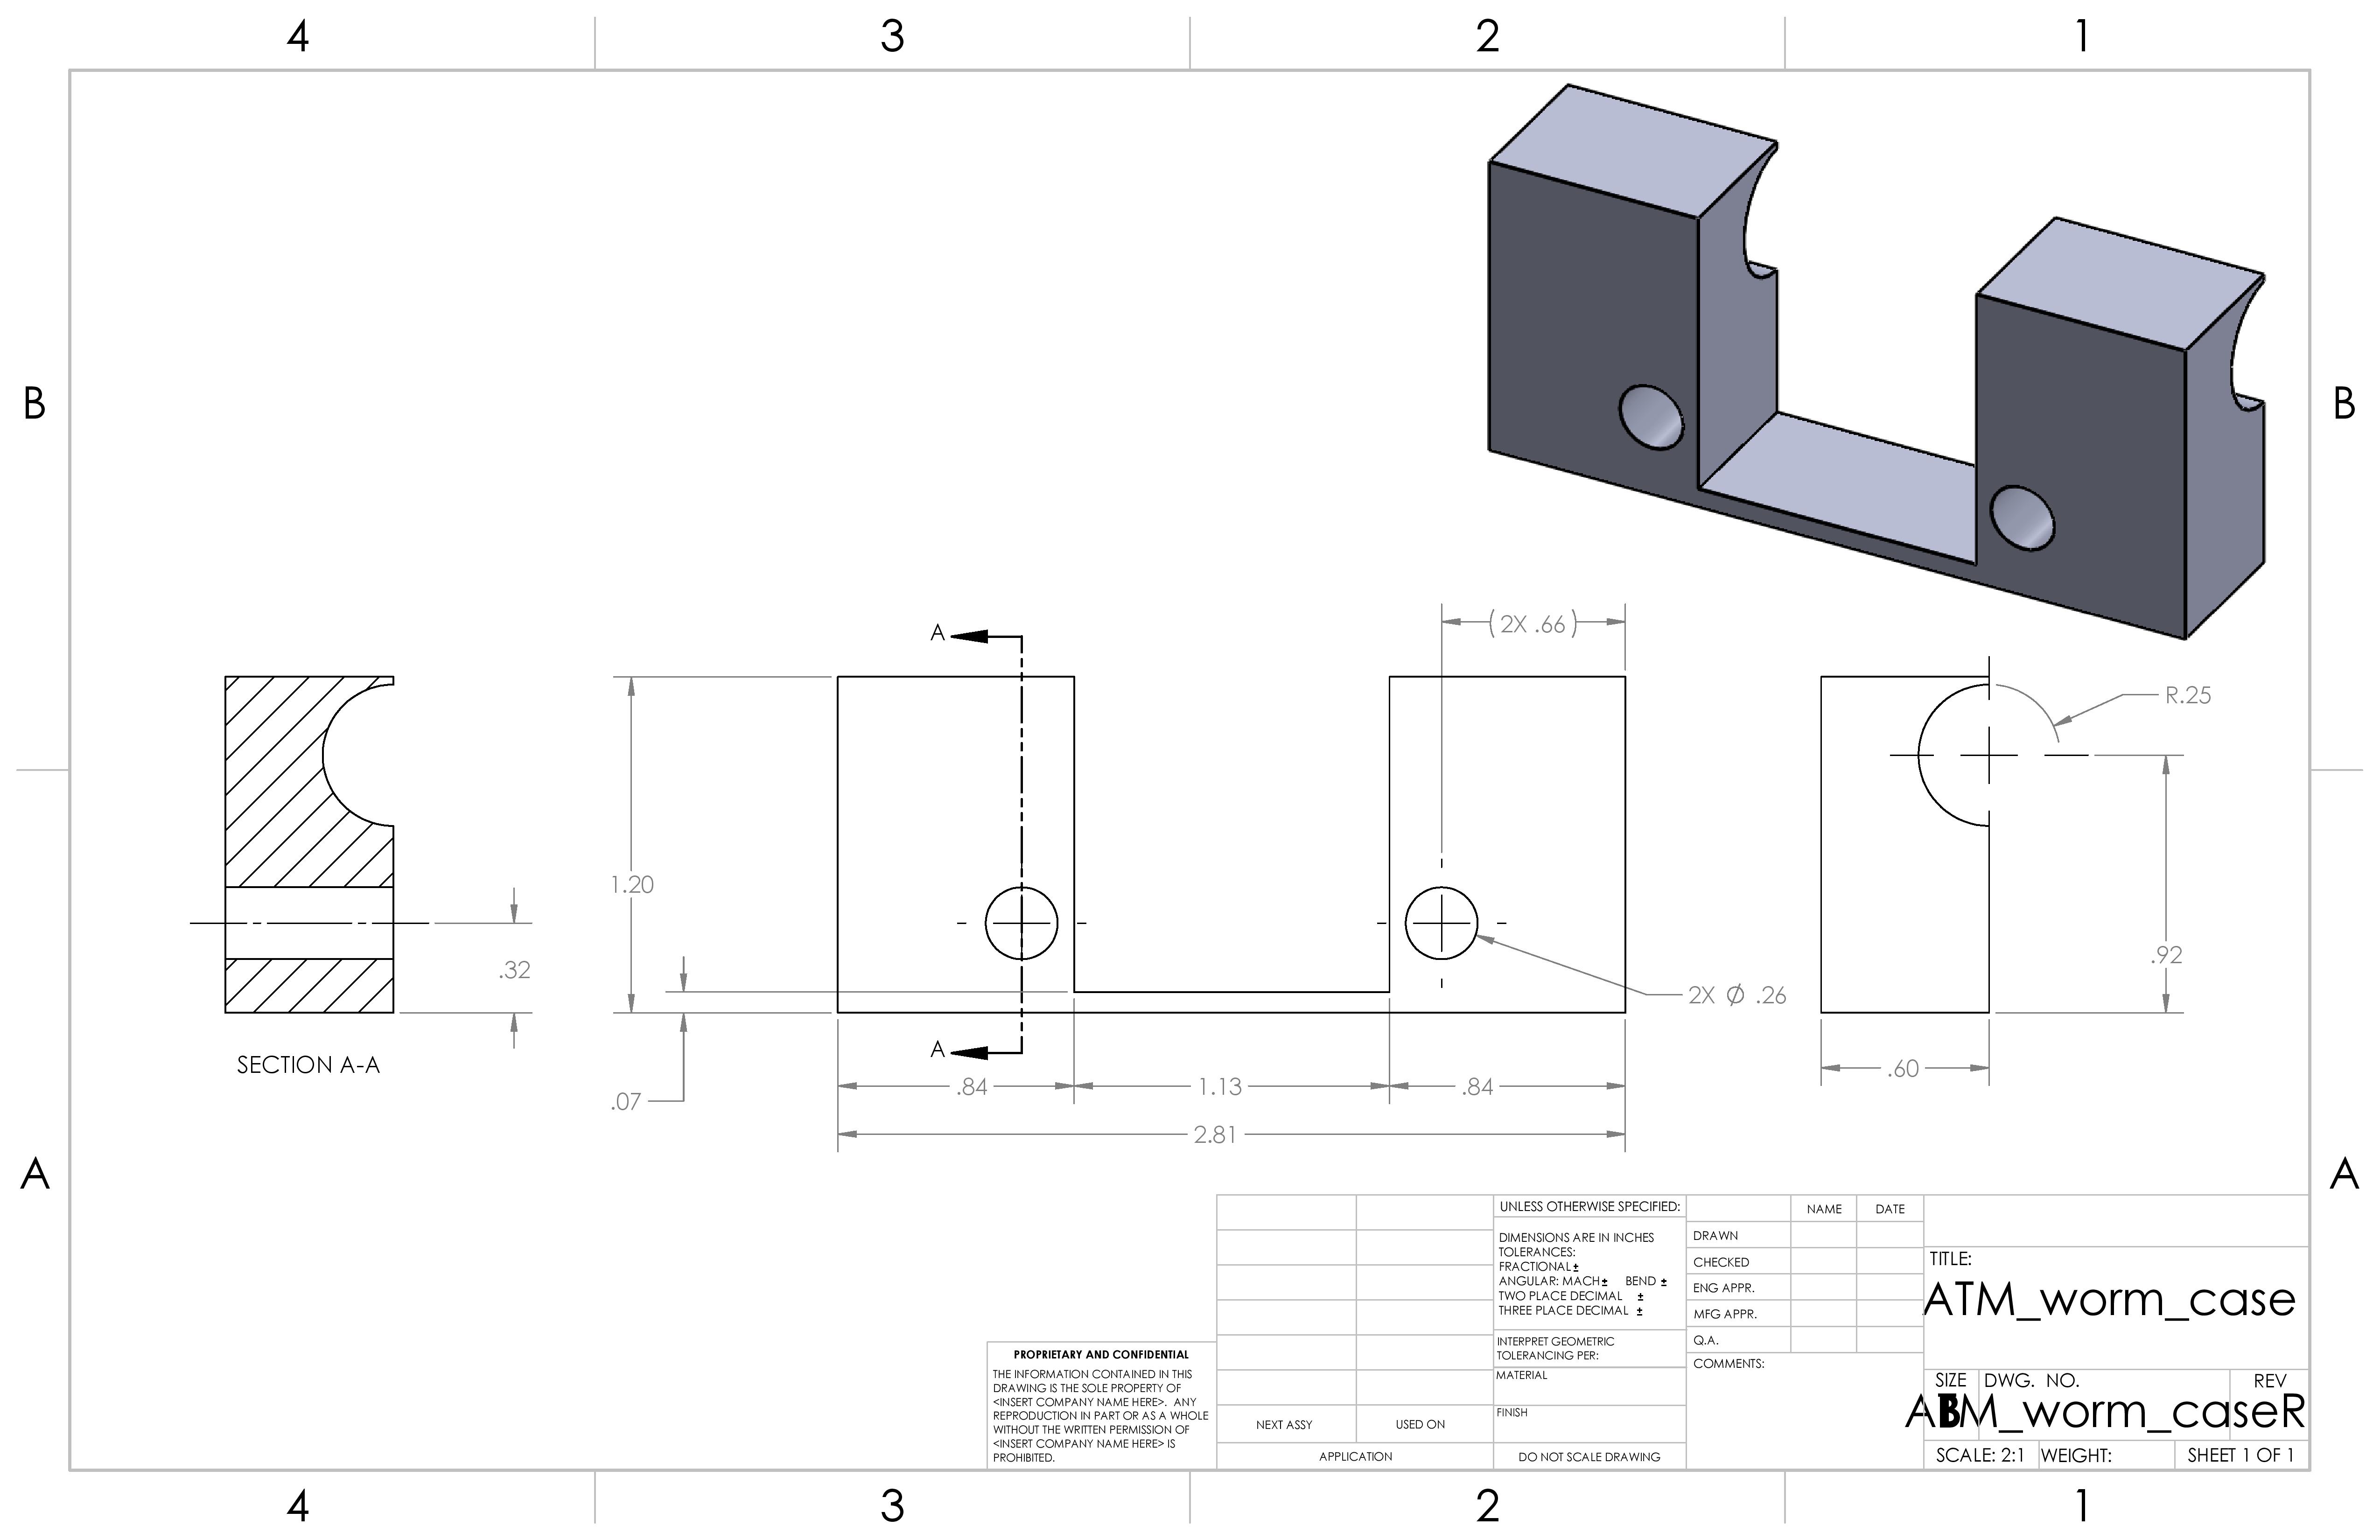 4 3 2 1
B B
A
(2X .66)
R.25
1.20
.92
.32
2X Ø .26
A
SECTION A-A
.60
.84 1.13 .84
.07
2.81
A A
UNLESS OTHERWISE SPECIFIED:
DIMENSIONS ARE IN INCHES
TOLERANCES:
FRACTIONAL±
ANGULAR: MACH± BEND ±
TWO PLACE DECIMAL ±
THREE PLACE DECIMAL ±
INTERPRET GEOMETRIC
TOLERANCING PER:
MATERIAL
FINISH
DO NOT SCALE DRAWING
NAME DATE
DRAWN
CHECKED
ENG APPR.
MFG APPR.
Q.A.
COMMENTS:
TITLE:
ATM_worm_case
SIZE DWG. NO. REV
B
ATM_worm_caseR
SCALE: 2:1 WEIGHT: SHEET 1 OF 1
PROPRIETARY AND CONFIDENTIAL
THE INFORMATION CONTAINED IN THIS
DRAWING IS THE SOLE PROPERTY OF
<INSERT COMPANY NAME HERE>. ANY
REPRODUCTION IN PART OR AS A WHOLE
WITHOUT THE WRITTEN PERMISSION OF
<INSERT COMPANY NAME HERE> IS
PROHIBITED.
NEXT ASSY USED ON
APPLICATION
4 3 2 1